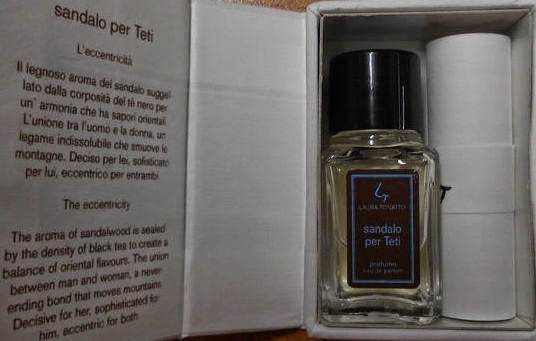 sandalo per Teti
L'eccentricità
Il legnoso aroma del sandalo suggel-
lato dalla corposità del tè nero per
un' armonia che ha sapori orientali.
L'unione tra l'uomo e la donna, un
legame indissolubile che smuove le
montagne. Deciso per lei, sofisticato
per lui, eccentrico per entrambi.
The eccentricity
The aroma of sandalwood is sealed
by the density of black tea to create a
balance of oriental flavours. The union
between man and woman, a never-
ending bond that moves mountains.
Decisive for her, sophisticated for
him, eccentric for both.
LT
LAURA TONATTO
sandalo
per Teti
profumo
eau de parfum